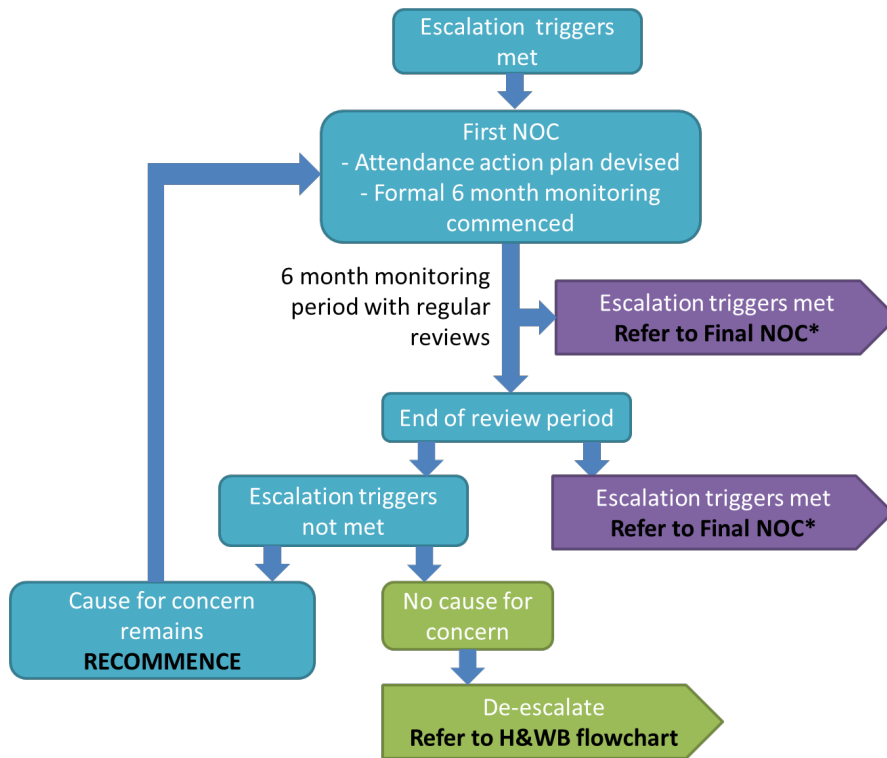 Escalation triggers
met
First NOC
- Attendance action plan devised
- Formal 6 month monitoring
commenced
6 month monitoring
period with regular
reviews
Escalation triggers met
Refer to Final NOC*
End of review period
Escalation triggers
not met
Escalation triggers met
Refer to Final NOC*
Cause for concern
remains
RECOMMENCE
No cause for
concern
De-escalate
Refer to H&WB flowchart